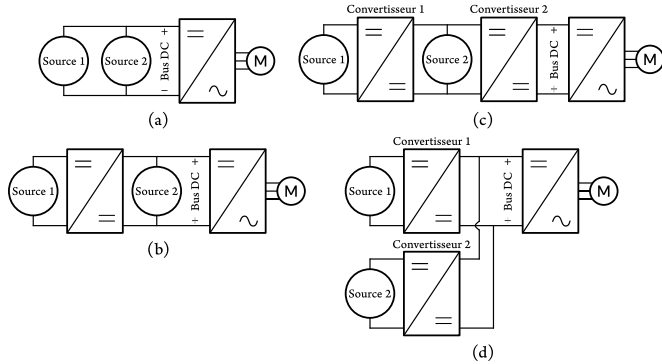 Source 1
Source 2
+
Bus DC
−
M
(a)
Convertisseur 1
Convertisseur 2
Source 1
Source 2
+
Bus DC
÷
M
(c)
Source 1
Source 2
+
Bus DC
÷
M
(b)
Convertisseur 1
Source 1
+
Bus DC
÷
M
Convertisseur 2
Source 2
(d)